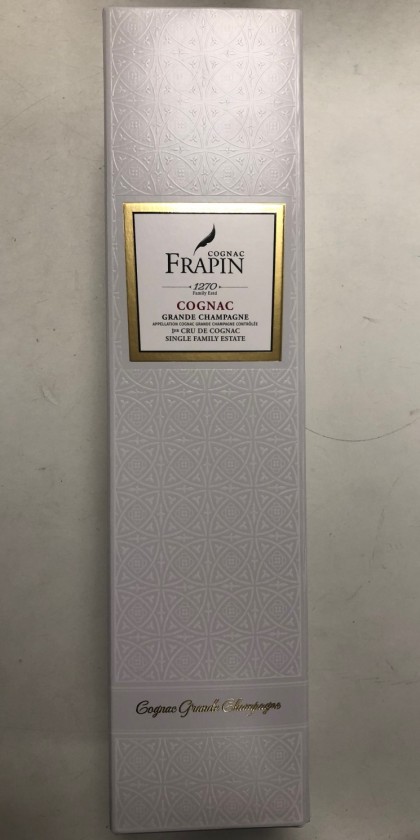 COGNAC
FRAPIN
1270
Family Estd
COGNAC
GRANDE CHAMPAGNE
APPELLATION COGNAC GRANDE CHAMPAGNE CONTRÔLÉE
1er CRU DE COGNAC
SINGLE FAMILY ESTATE
Cognac Grande Champagne